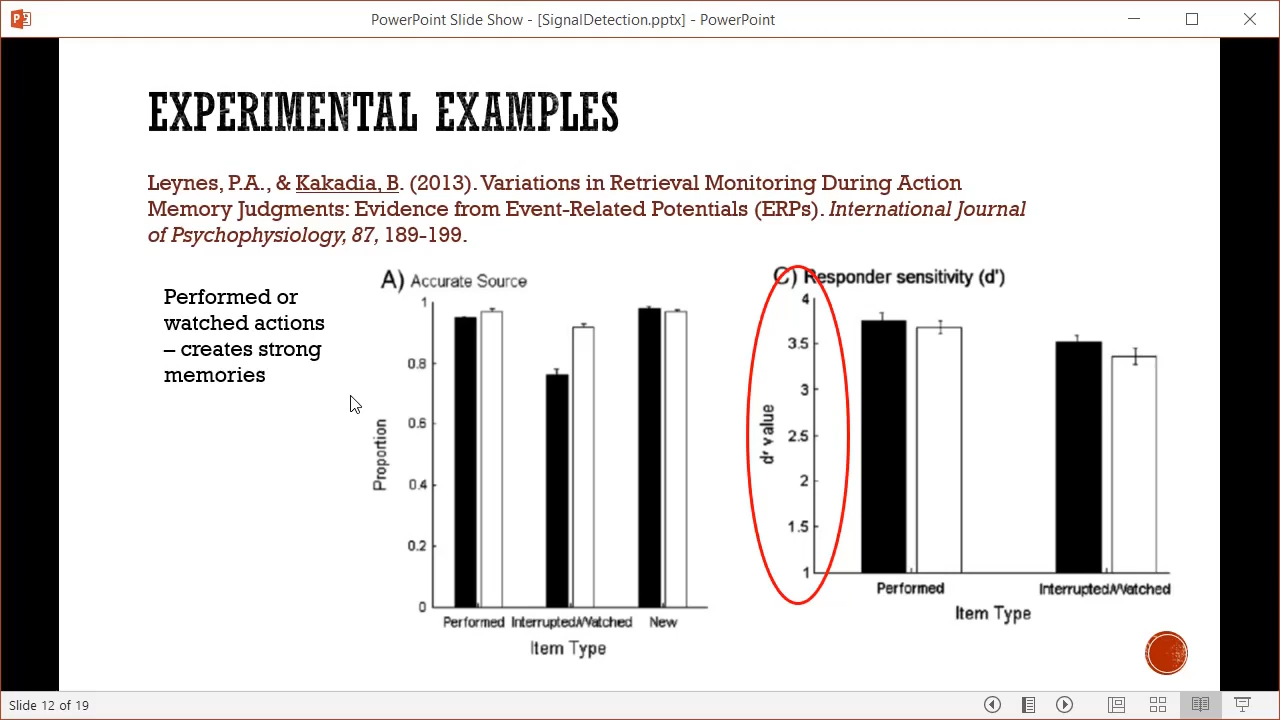 PowerPoint Slide Show - [SignalDetection.pptx] - PowerPoint
EXPERIMENTAL EXAMPLES
Leynes, P.A., & Kakadia, B. (2013). Variations in Retrieval Monitoring During Action
Memory Judgments: Evidence from Event-Related Potentials (ERPs). International Journal
of Psychophysiology, 87, 189-199.
Performed or
watched actions
– creates strong
memories
A) Accurate Source
1
0.8
0.6
0.4
0.2
0
Proportion
Performed Interrupted/Watched New
Item Type
C) Responder sensitivity (d')
4
3.5
3
2.5
2
1.5
1
d' value
Performed Interrupted/Watched
Item Type
Slide 12 of 19